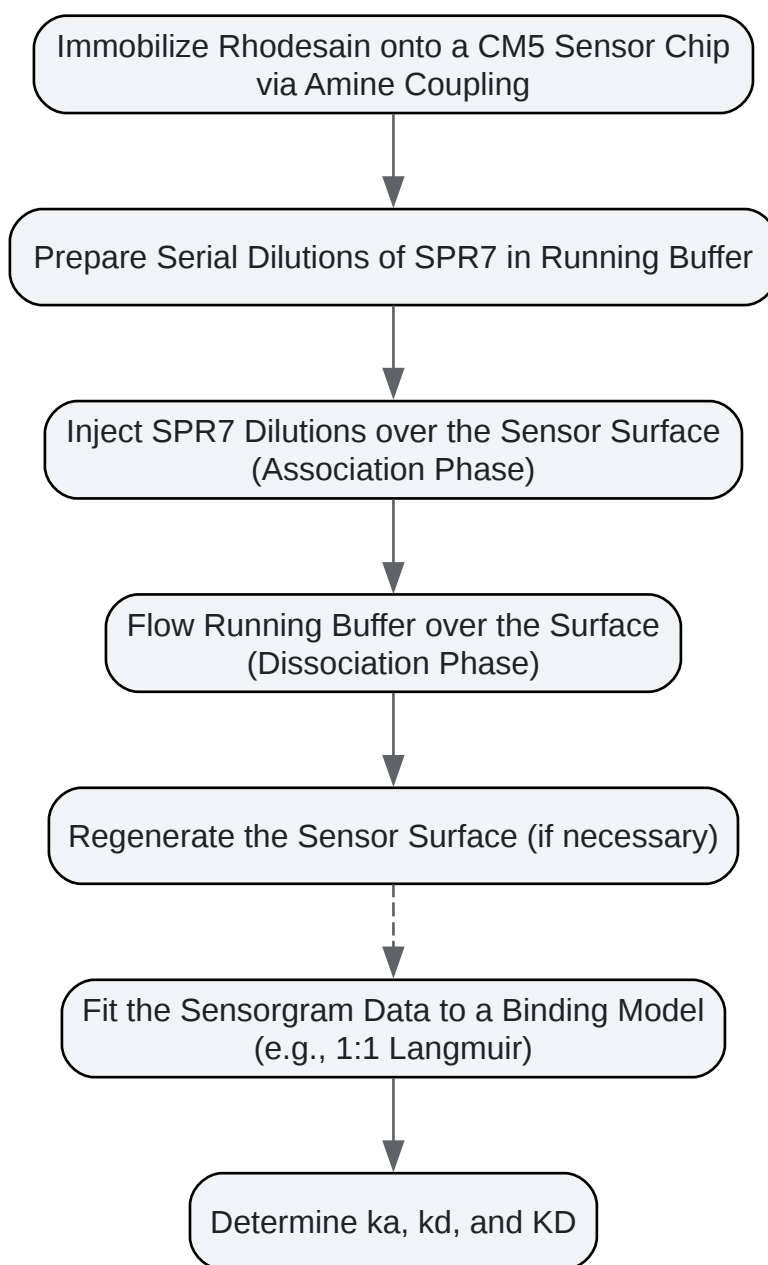 Immobilize Rhodesain onto a CM5 Sensor Chip
via Amine Coupling
Prepare Serial Dilutions of SPR7 in Running Buffer
Inject SPR7 Dilutions over the Sensor Surface
(Association Phase)
Flow Running Buffer over the Surface
(Dissociation Phase)
Regenerate the Sensor Surface (if necessary)
Fit the Sensorgram Data to a Binding Model
(e.g., 1:1 Langmuir)
Determine ka, kd, and KD